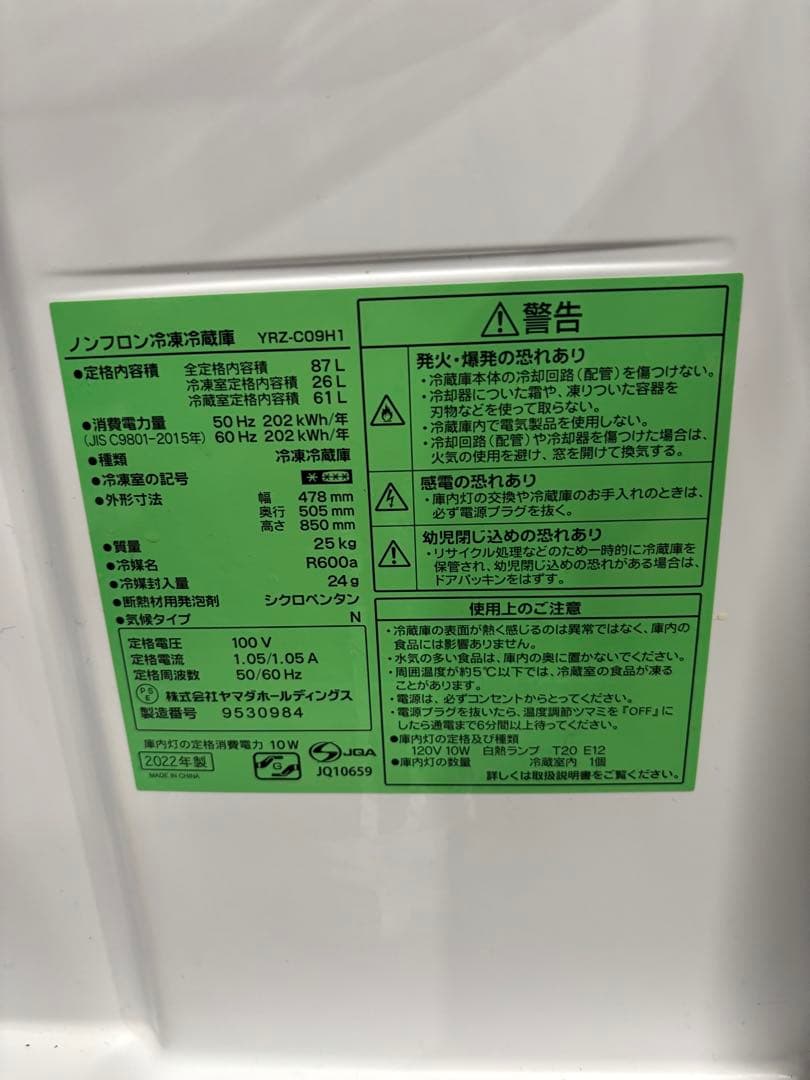 ノンフロン冷凍冷蔵庫 YRZ-C09H1
●定格内容積 全定格内容積 87 L
冷凍室定格内容積 26 L
冷蔵室定格内容積 61 L
●消費電力量 50 Hz 202 kWh/年
(JIS C9801-2015年) 60 Hz 202 kWh/年
●種類 冷凍冷蔵庫
●冷凍室の記号
●外形寸法 幅 478 mm
奥行 505 mm
高さ 850 mm
●質量 25 kg
●冷媒名 R600a
●冷媒封入量 24 g
●断熱材用発泡剤 シクロペンタン
●気候タイプ N
定格電圧 100 V
定格電流 1.05/1.05 A
定格周波数 50/60 Hz
PSE 株式会社ヤマダホールディングス
製造番号 9530984
庫内灯の定格消費電力 10 W
2022年製
MADE IN CHINA
G
JQA
JQ10659
警告
発火・爆発の恐れあり
・冷蔵庫本体の冷却回路(配管)を傷つけない。
・冷却器についた霜や、凍りついた容器を
刃物などを使って取らない。
・冷蔵庫内で電気製品を使用しない。
・冷却回路(配管)や冷却器を傷つけた場合は、
火気の使用を避け、窓を開けて換気する。
感電の恐れあり
・庫内灯の交換や冷蔵庫のお手入れのときは、
必ず電源プラグを抜く。
幼児閉じ込めの恐れあり
・リサイクル処理などのため一時的に冷蔵庫を
保管され、幼児閉じ込めの恐れがある場合は、
ドアパッキンをはずす。
使用上のご注意
・冷蔵庫の表面が熱く感じるのは異常ではなく、庫内の
食品には影響ありません。
・水気の多い食品は、庫内の奥に置かないでください。
・周囲温度が約5℃以下では、冷蔵室の食品が凍る
ことがあります。
・電源は、必ずコンセントからとってください。
・電源プラグを抜いたら、温度調節ツマミを『OFF』に
したら通電まで6分間以上待ってください。
●庫内灯の定格及び種類
120V 10W 白熱ランプ T20 E12
●庫内灯の数量 冷蔵室内 1個
詳しくは取扱説明書をご覧ください。